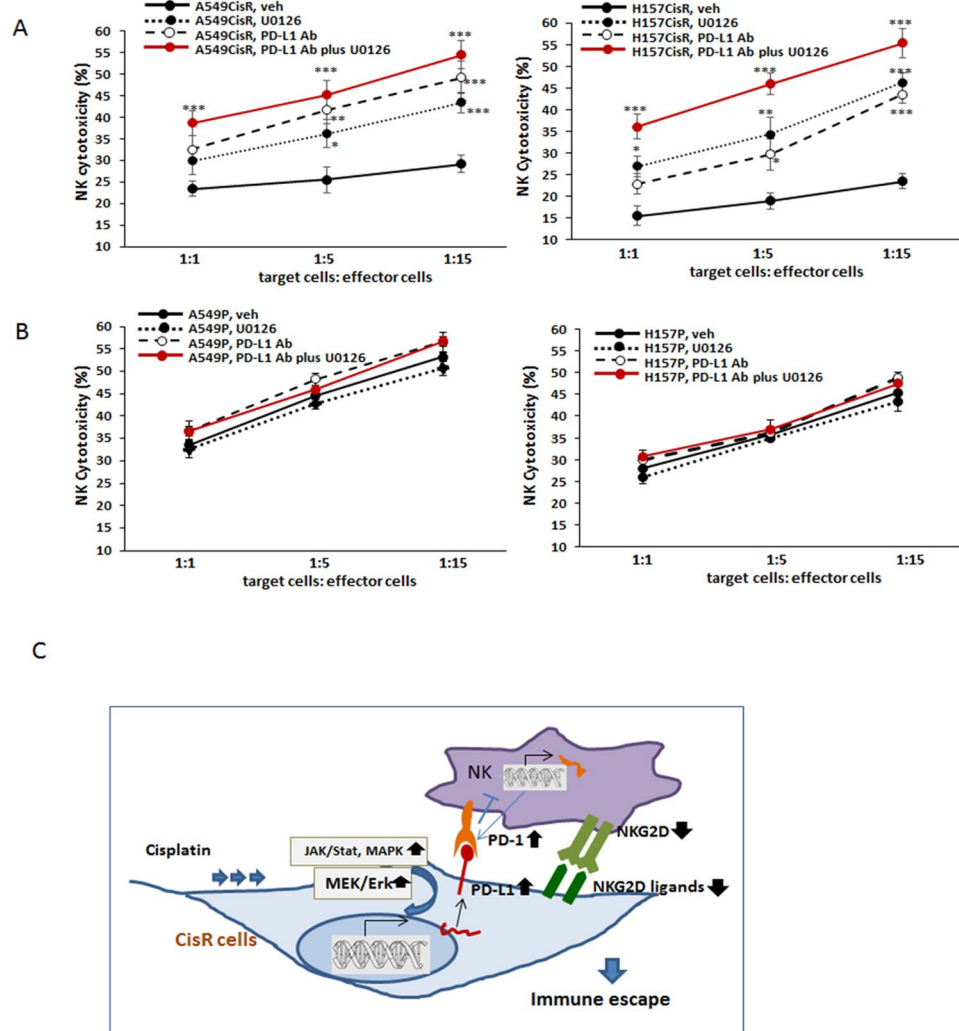 A
A549CisR, veh
A549CisR, U0126
A549CisR, PD-L1 Ab
A549CisR, PD-L1 Ab plus U0126
NK cytotoxicity (%)
60
55
50
45
40
35
30
25
20
15
10
***
***
***
**
*
***
***
1:1
1:5
1:15
target cells: effector cells
H157CisR, veh
H157CisR, U0126
H157CisR, PD-L1 Ab
H157CisR, PD-L1 Ab plus U0126
NK Cytotoxicity (%)
60
55
50
45
40
35
30
25
20
15
10
***
*
***
**
*
***
***
***
1:1
1:5
1:15
target cells: effector cells
B
A549P, veh
A549P, U0126
A549P, PD-L1 Ab
A549P, PD-L1 Ab plus U0126
NK Cytotoxicity (%)
60
55
50
45
40
35
30
25
20
15
10
1:1
1:5
1:15
target cells: effector cells
H157P, veh
H157P, U0126
H157P, PD-L1 Ab
H157P, PD-L1 Ab plus U0126
NK Cytotoxicity (%)
60
55
50
45
40
35
30
25
20
15
10
1:1
1:5
1:15
target cells: effector cells
C
NK
Cisplatin
JAK/Stat, MAPK
MEK/Erk
PD-1
NKG2D
PD-L1
NKG2D ligands
CisR cells
Immune escape